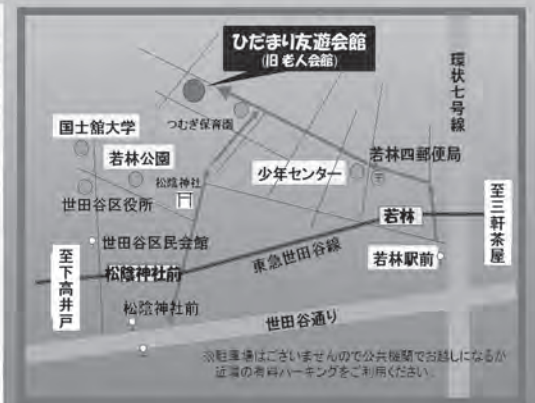 ひだまり友遊会館
(旧 老人会館)
環状七号線
つむぎ保育園
国士舘大学
若林公園
若林四郵便局
少年センター
松陰神社
世田谷区役所
若林
至三軒茶屋
世田谷区民会館
東急世田谷線
若林駅前
至下高井戸
松陰神社前
松陰神社前
世田谷通り
※駐車場はございませんので公共機関でお越しになるか
近隣の有料パーキングをご利用ください。